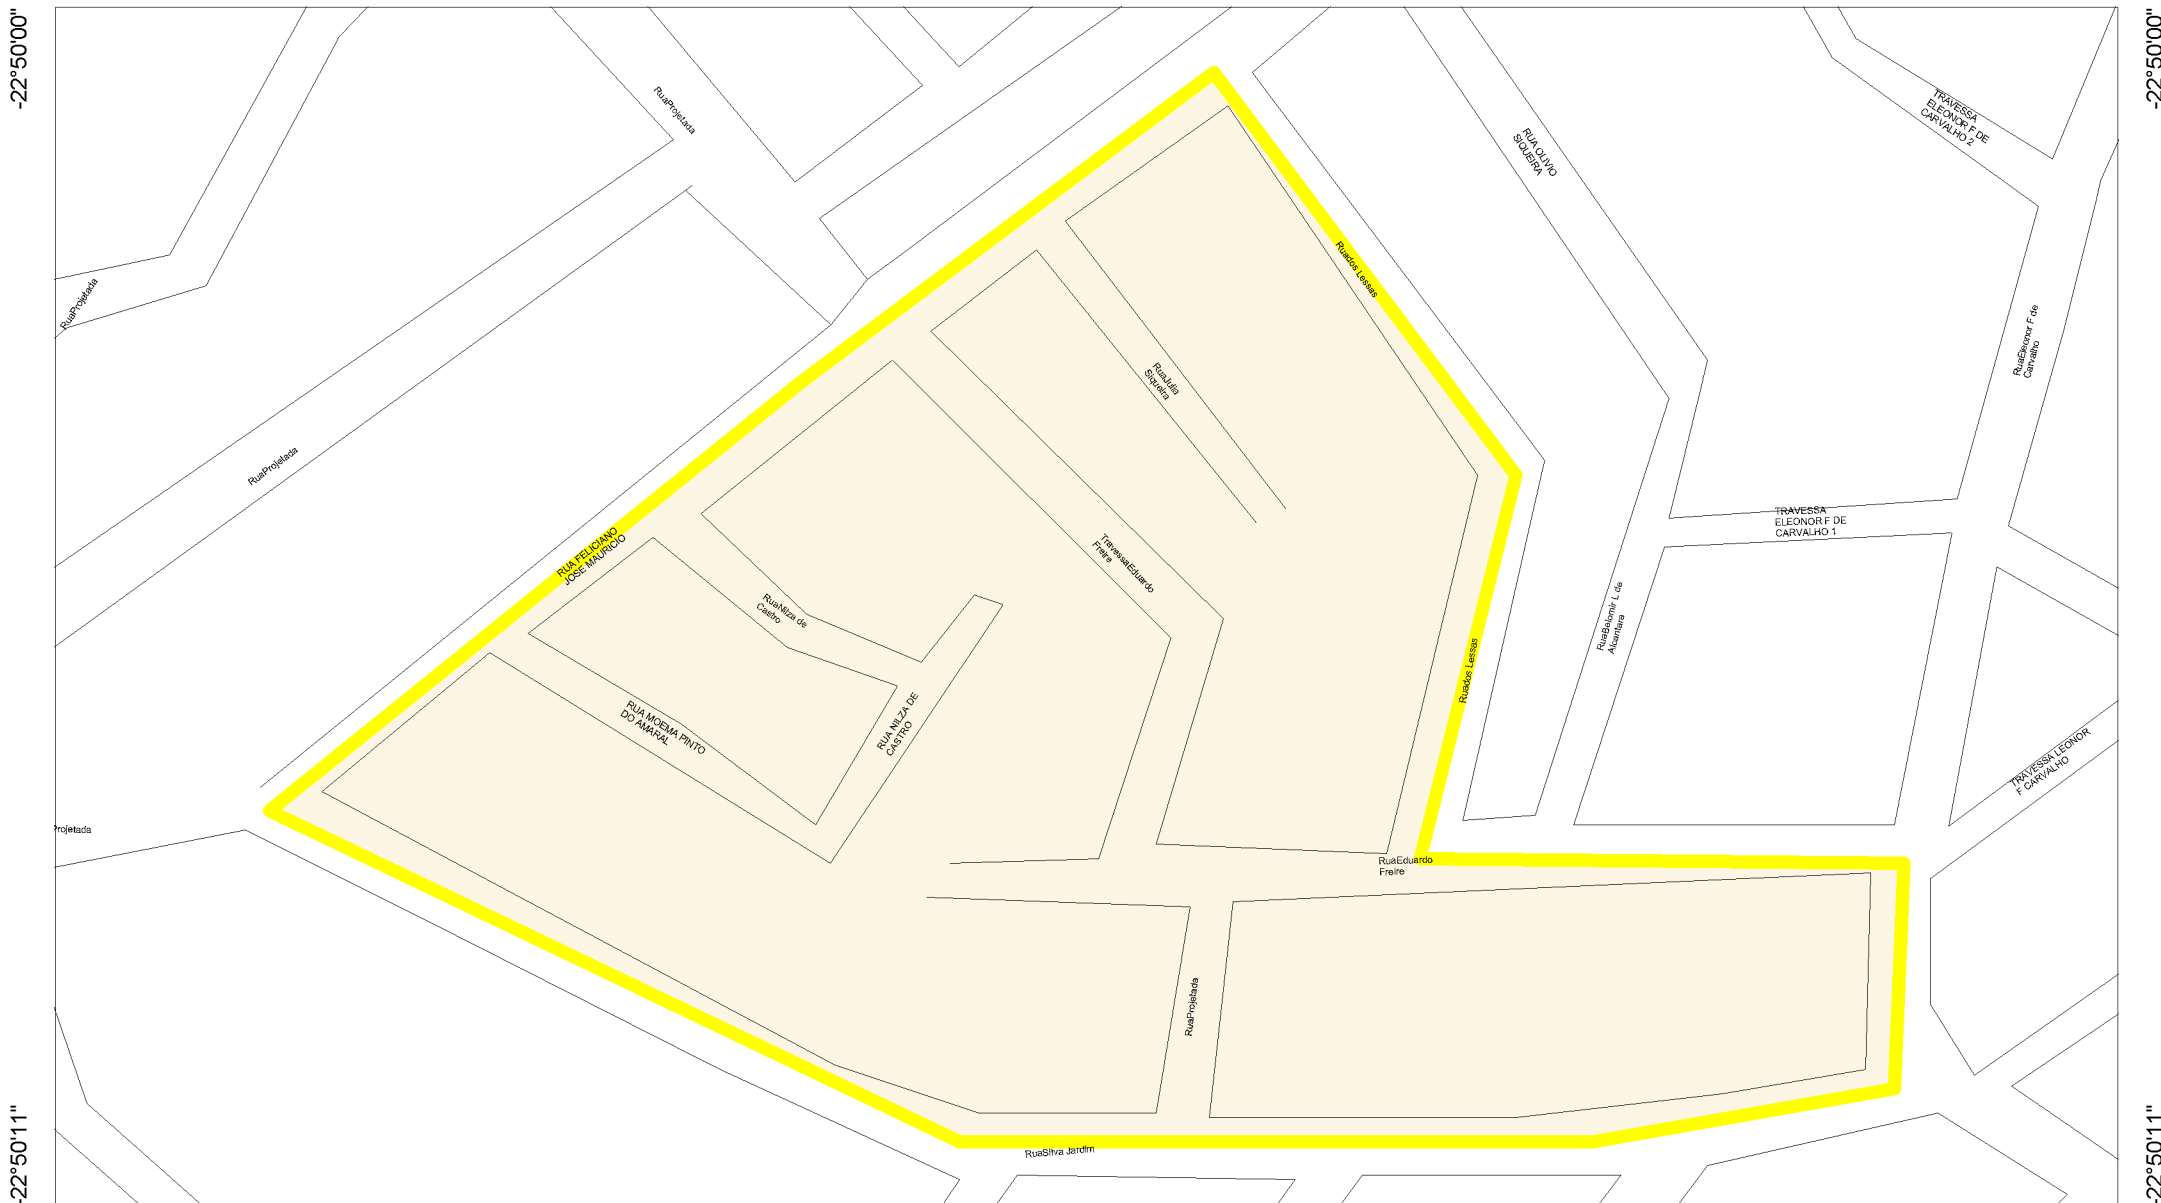 -22°50'00"
-22°50'00"
RuaProjetada
TRAVESSA
ELEONOR F DE
CARVALHO 2
RUA OLIVIO
SIQUEIRA
Ruados Lessas
RuaProjetada
RuaEleonor F de
Carvalho
RuaJulia
Siqueira
RuaProjetada
TRAVESSA
ELEONOR F DE
CARVALHO 1
RUA FELICIANO
JOSE MAURICIO
TravessaEduardo
Freire
RuaNilza de
Castro
RuaBelomir L de
Alcantara
Ruados Lessas
RUA MOEMA PINTO
DO AMARAL
RUA NILZA DE
CASTRO
TRAVESSA LEONOR
F CARVALHO
Projetada
RuaEduardo
Freire
RuaProjetada
RuaSilva Jardim
-22°50'11"
-22°50'11"